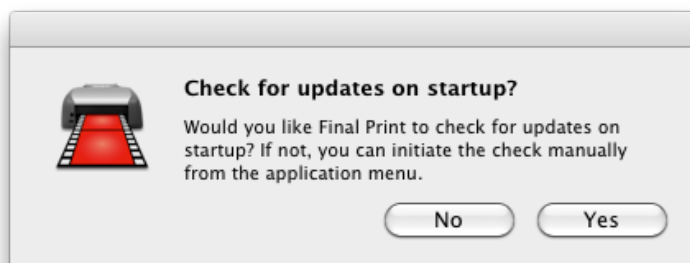 Check for updates on startup?
Would you like Final Print to check for updates on
startup? If not, you can initiate the check manually
from the application menu.
No Yes